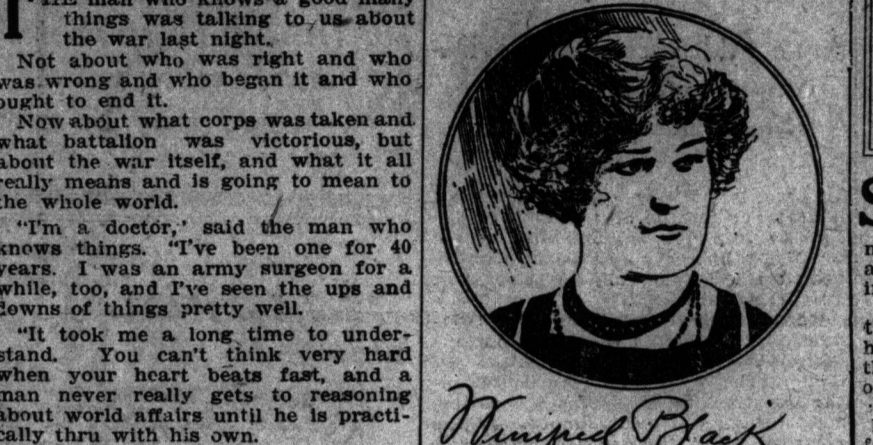 THE man who knows a good many
things was talking to us about
the war last night.
Not about who was right and who
was wrong and who began it and who
ought to end it.
Now about what corps was taken and
what battalion was victorious, but
about the war itself, and what it all
really means and is going to mean to
the whole world.
"I'm a doctor,' said the man who
knows things. "I've been one for 40
years. I was an army surgeon for a
while, too, and I've seen the ups and
downs of things pretty well.
"It took me a long time to under-
stand. You can't think very hard
when your heart beats fast, and a
man never really gets to reasoning
about world affairs until he is practi-
cally thru with his own.
Winifred Black